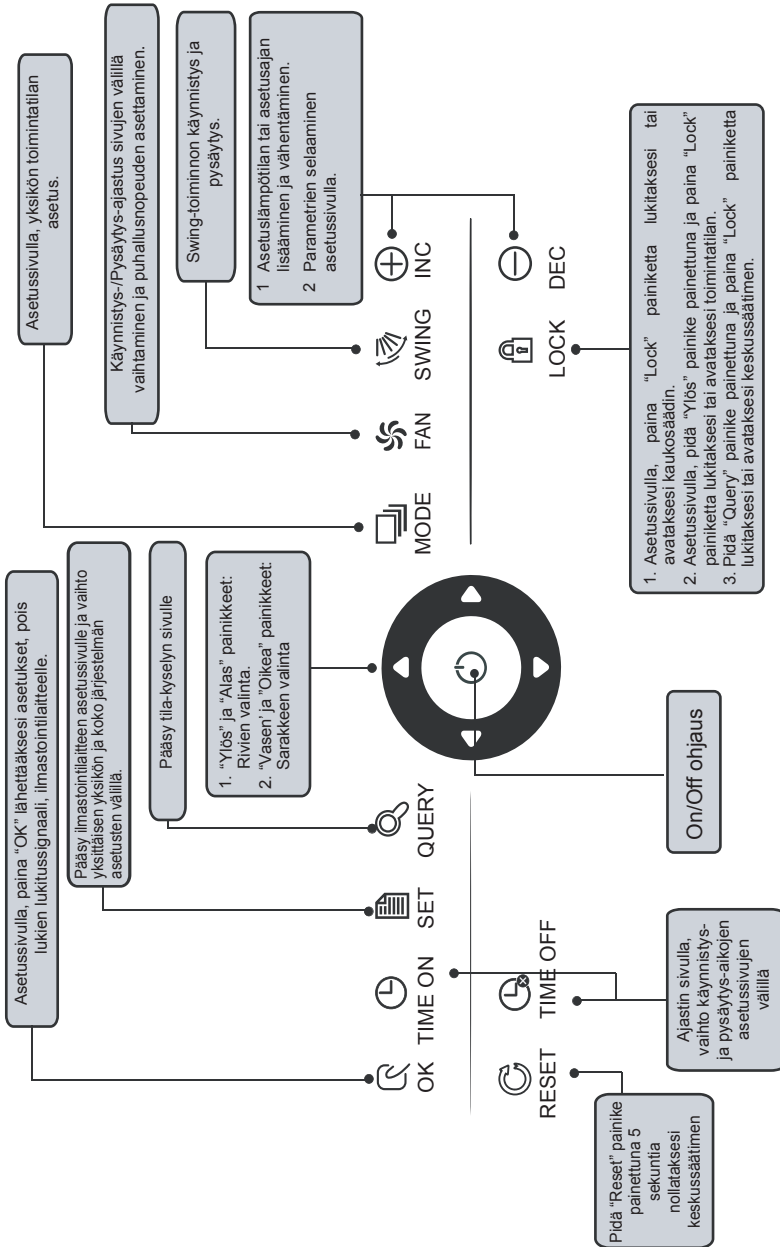 Asetussivulla, paina “OK” lähettääksesi asetukset, pois
lukien lukitussignaali, ilmastointilaitteelle.
Pääsy ilmastointilaitteen asetussivulle ja vaihto
yksittäisen yksikön ja koko järjestelmän
asetusten välillä.
Pääsy tila-kyselyn sivulle
1. “Ylös” ja “Alas” painikkeet:
Rivien valinta.
2. “Vasen’ ja ”Oikea” painikkeet:
Sarakkeen valinta
Asetussivulla, yksikön toimintatilan
asetus.
Käynnistys-/Pysäytys-ajastus sivujen välillä
vaihtaminen ja puhallusnopeuden asettaminen.
Swing-toiminnon käynnistys ja
pysäytys.
1 Asetuslämpötilan tai asetusajan
lisääminen ja vähentäminen.
2 Parametrien selaaminen
asetussivulla.
OK
TIME ON
SET
QUERY
MODE
FAN
SWING
INC
RESET
TIME OFF
LOCK
DEC
Pidä “Reset” painike
painettuna 5
sekuntia
nollataksesi
keskussäätimen
Ajastin sivulla,
vaihto käynnistys-
ja pysäytys-aikojen
asetussivujen
välillä
On/Off ohjaus
1. Asetussivulla, paina “Lock” painiketta lukitaksesi tai
avataksesi kaukosäädin.
2. Asetussivulla, pidä “Ylös” painike painettuna ja paina “Lock”
painiketta lukitaksesi tai avataksesi toimintatilan.
3. Pidä “Query” painike painettuna ja paina “Lock” painiketta
lukitaksesi tai avataksesi keskussäätimen.